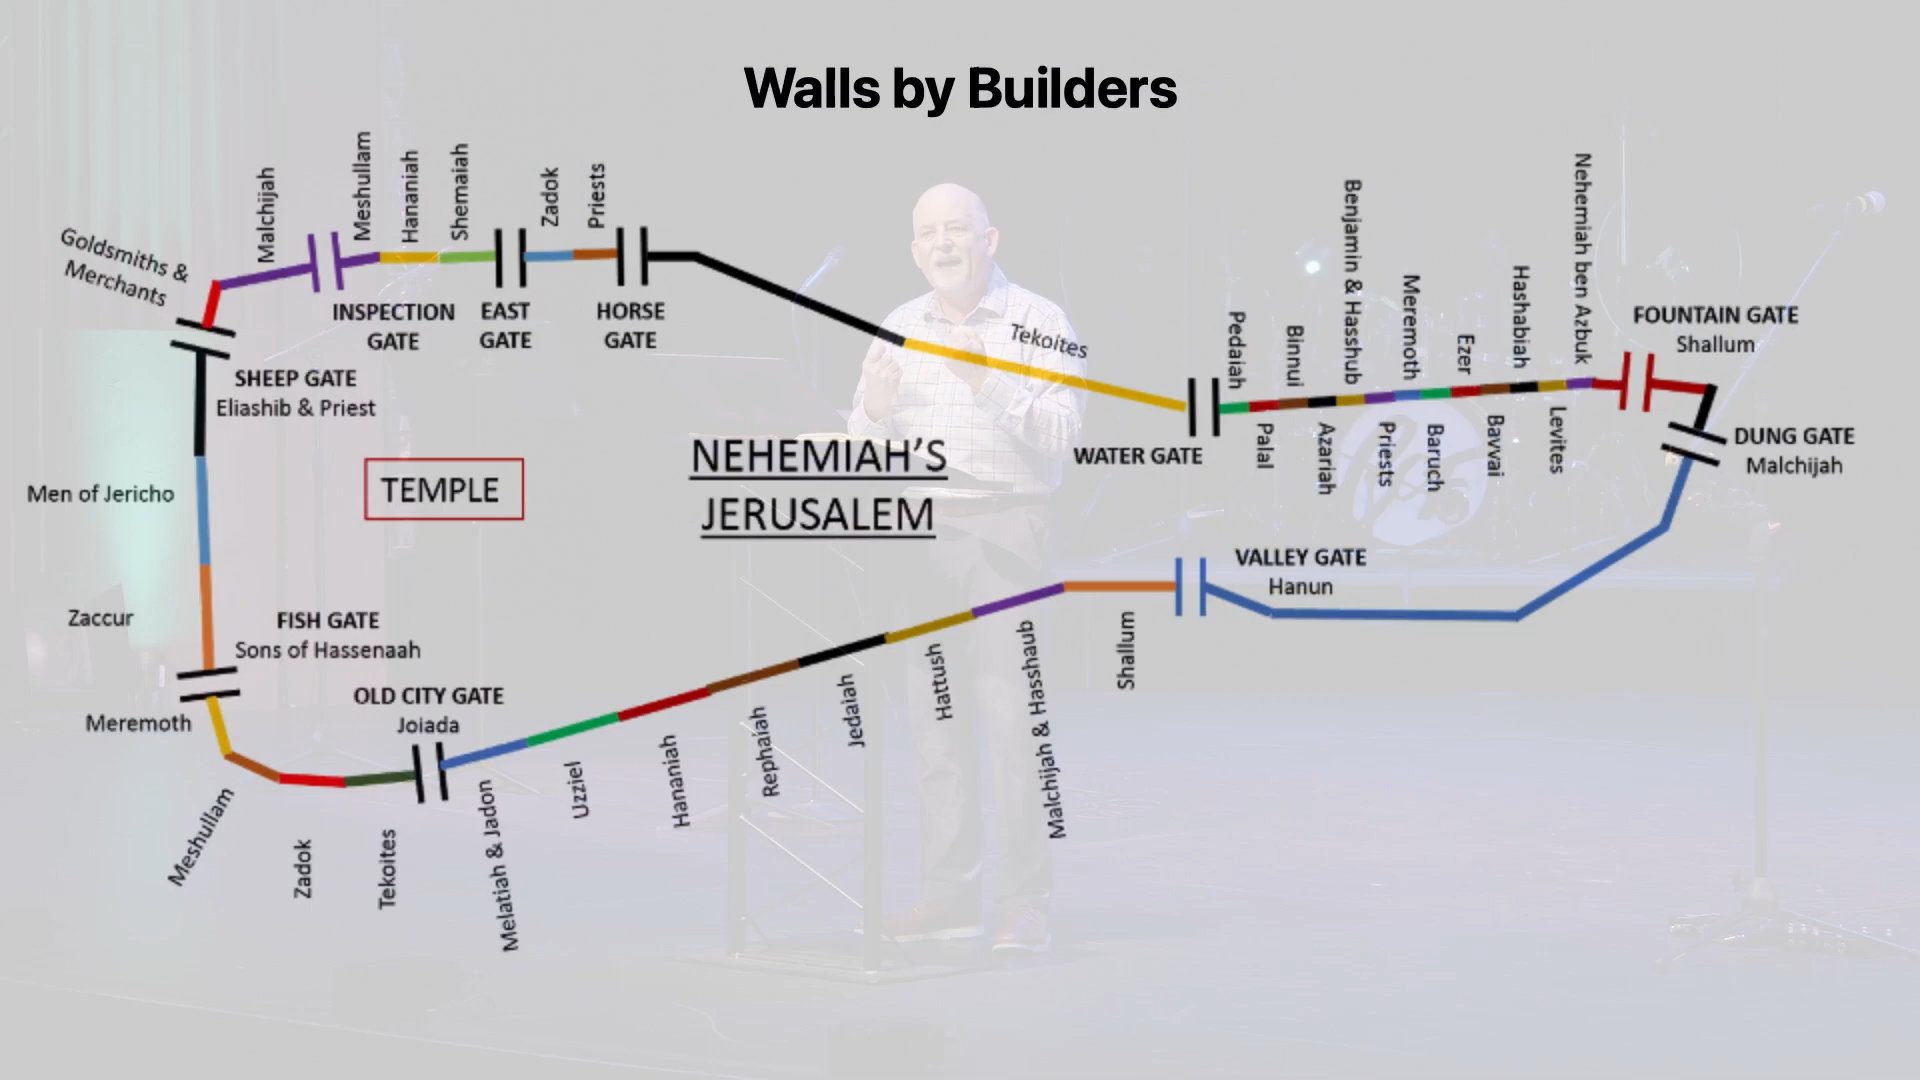 Walls by Builders
Goldsmiths &
Merchants
Malchijah
Meshullam
Hananiah
Shemaiah
Zadok
Priests
INSPECTION
GATE
EAST
GATE
HORSE
GATE
SHEEP GATE
Eliashib & Priest
Tekoites
WATER GATE
Pedaiah
Palal
Binnui
Azariah
Benjamin & Hashub
Priests
Meremoth
Baruch
Ezer
Bavvai
Hashabiah
Levites
Nehemiah ben Azbuk
FOUNTAIN GATE
Shallum
DUNG GATE
Malchijah
Men of Jericho
TEMPLE
NEHEMIAH'S
JERUSALEM
VALLEY GATE
Hanun
Zaccur
FISH GATE
Sons of Hassenaah
Meremoth
OLD CITY GATE
Joiada
Meshullam
Zadok
Tekoites
Melatiah & Jadon
Uzziel
Hananiah
Rephaiah
Jedaiah
Hattush
Malchijah & Hasshaub
Shallum